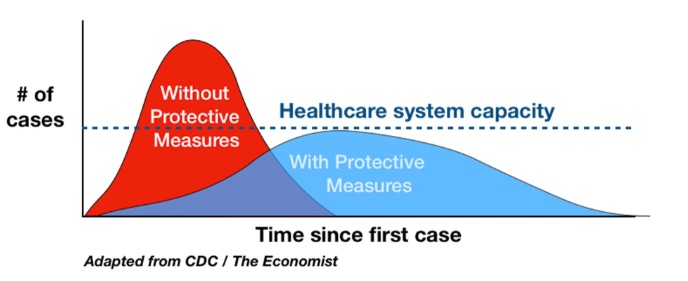 # of
cases
Without
Protective
Measures
Healthcare system capacity
With Protective
Measures
Time since first case
Adapted from CDC / The Economist